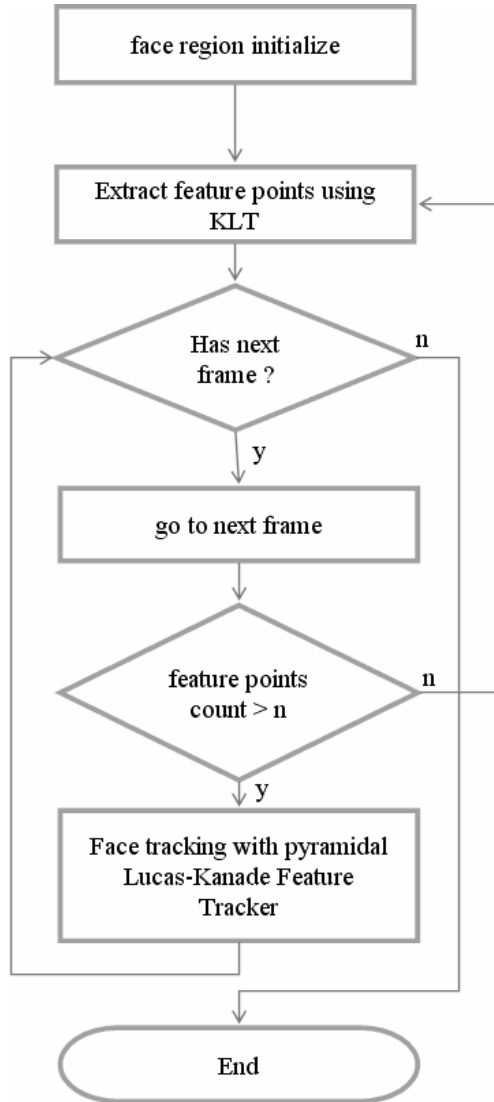 face region initialize
Extract feature points using
KLT
Has next
frame ?
n
y
go to next frame
feature points
count > n
n
y
Face tracking with pyramidal
Lucas-Kanade Feature
Tracker
End